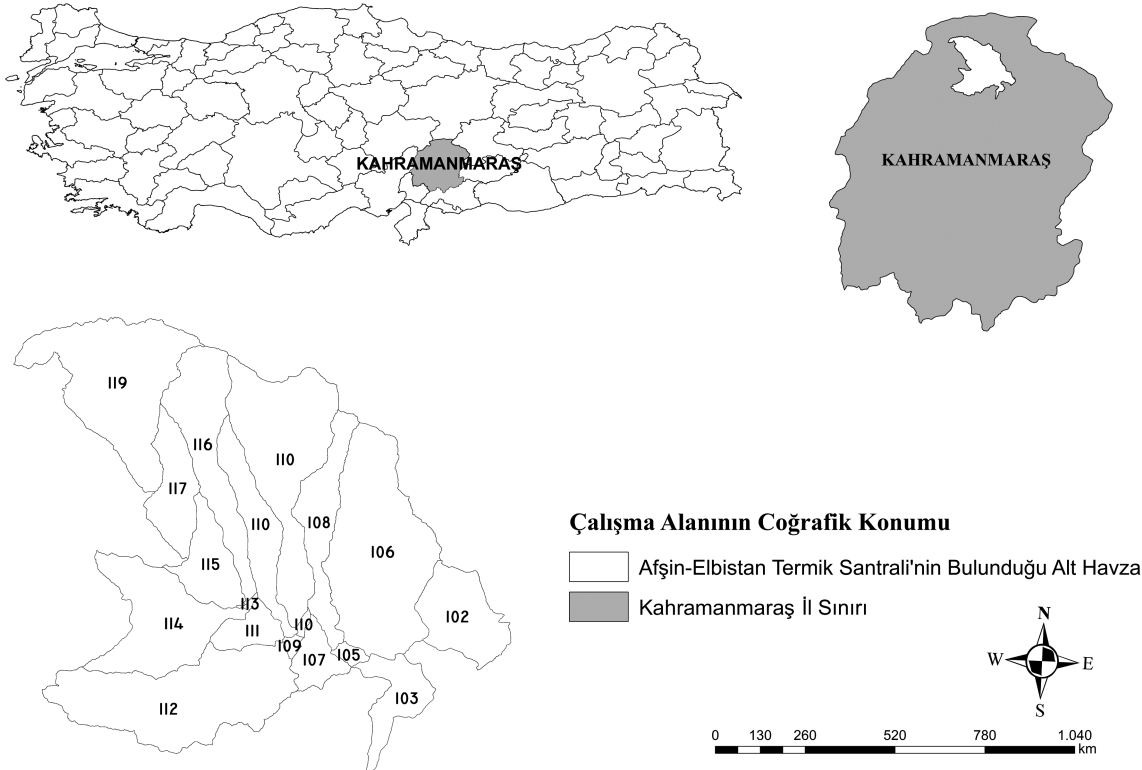 KAHRAMANMARAŞ
KAHRAMANMARAŞ
119
116
110
117
110
108
106
115
113
102
114
111
110
109
107
105
103
112
Çalışma Alanının Coğrafik Konumu
Afşin-Elbistan Termik Santrali'nin Bulunduğu Alt Havza
Kahramanmaraş İl Sınırı
N
W E
S
0 130 260 520 780 1.040
km